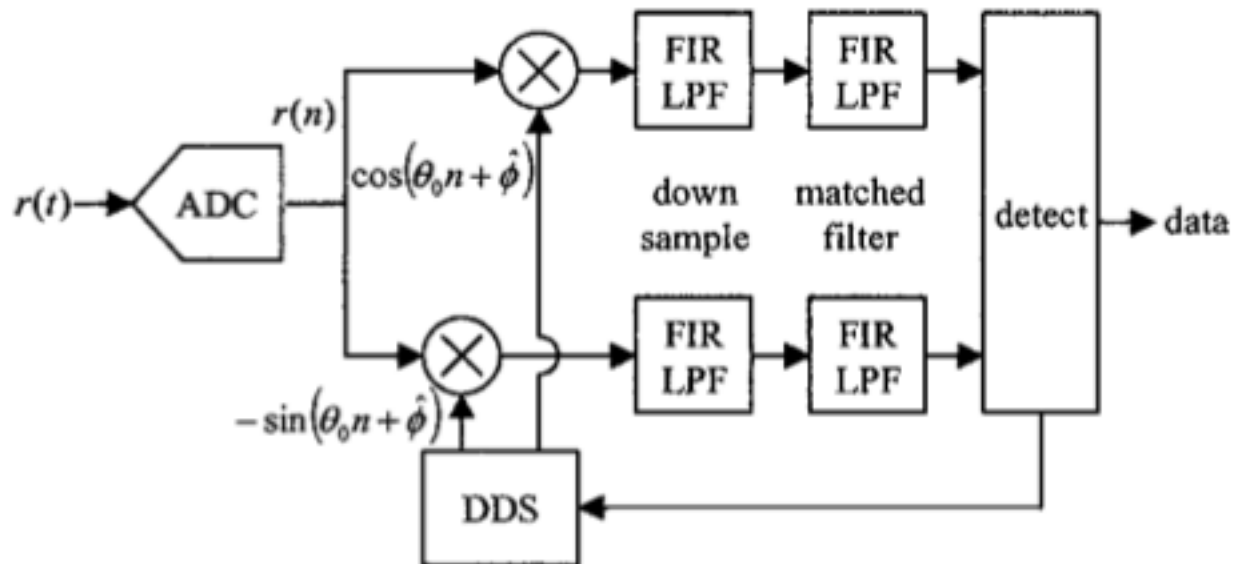 r(t)
ADC
r(n)
cos(θ₀n + φ̂)
FIR
LPF
FIR
LPF
down
sample
matched
filter
detect
data
FIR
LPF
FIR
LPF
−sin(θ₀n + φ̂)
DDS